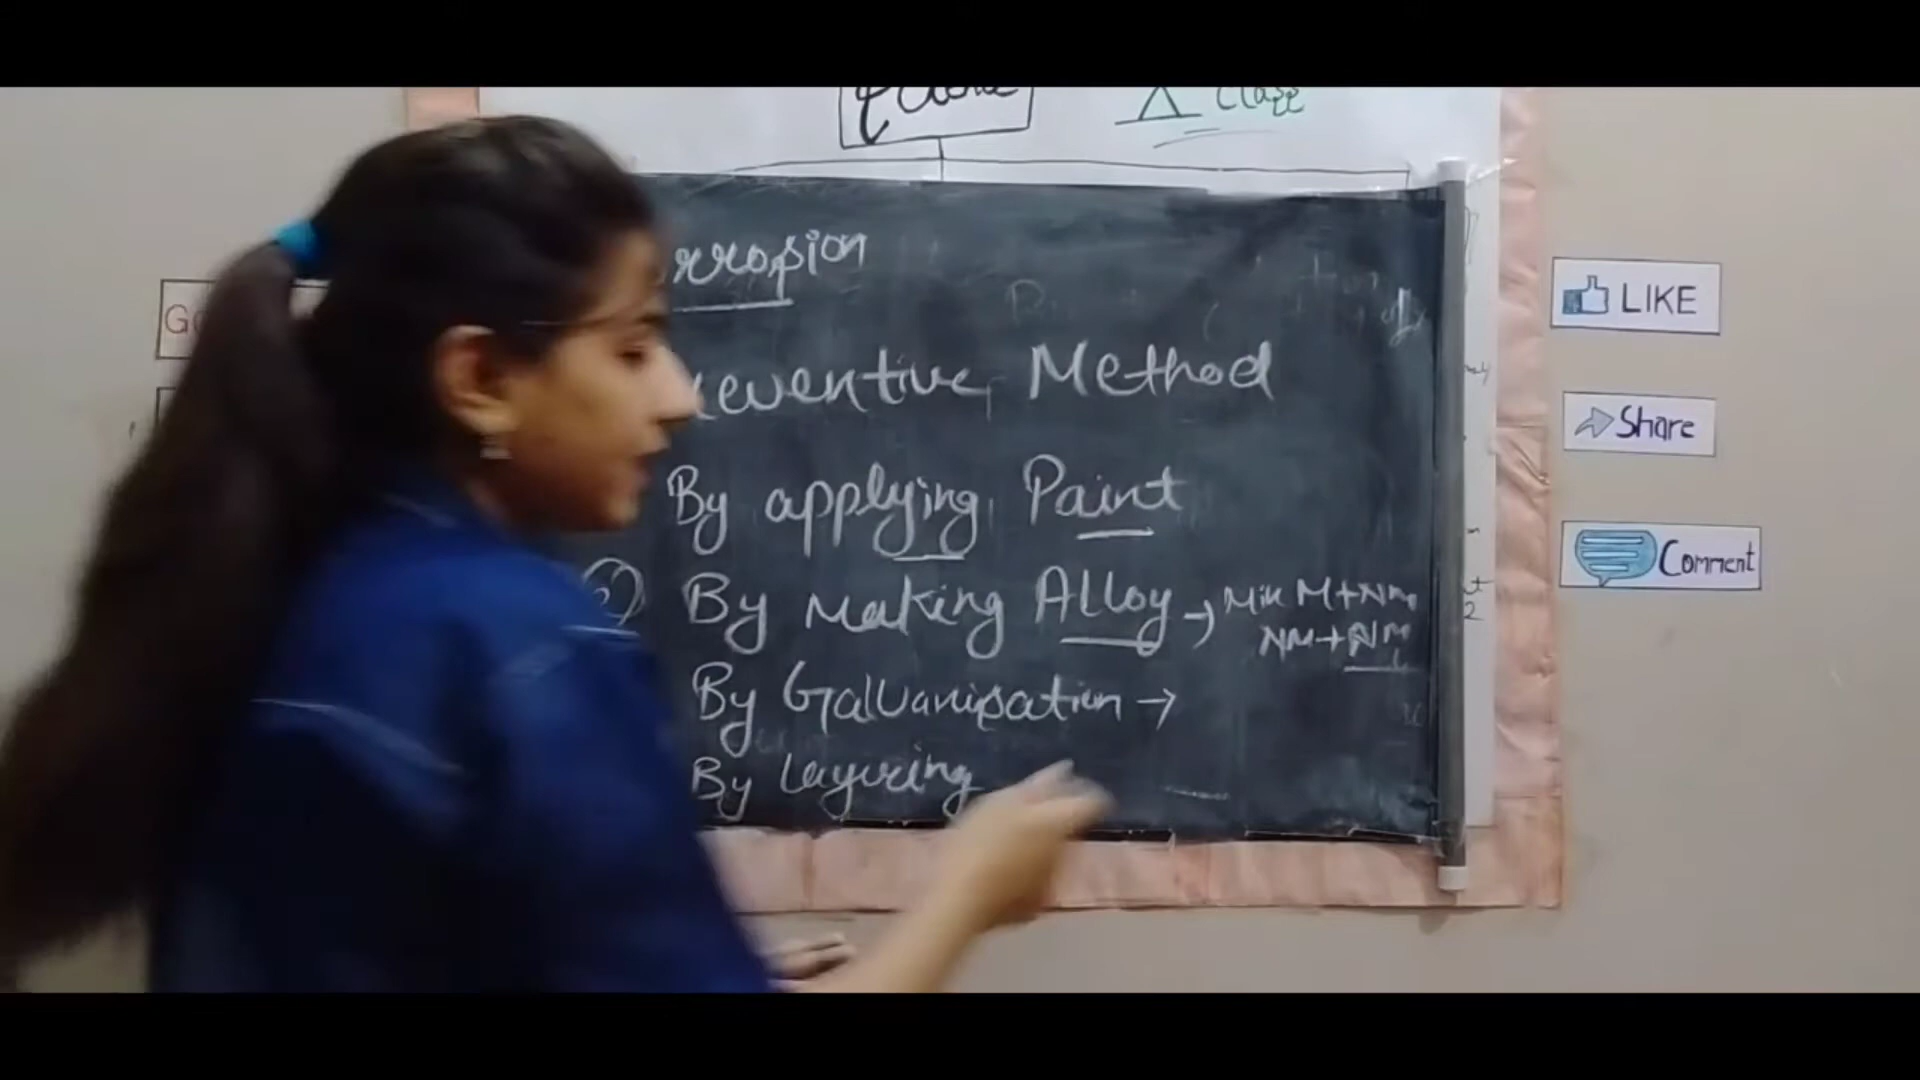 Class
rrosion
reventive Method
By applying Paint
By Making Alloy → Mix M+NM
NM+NM
By Galvanisation →
By Layering
LIKE
Share
Comment